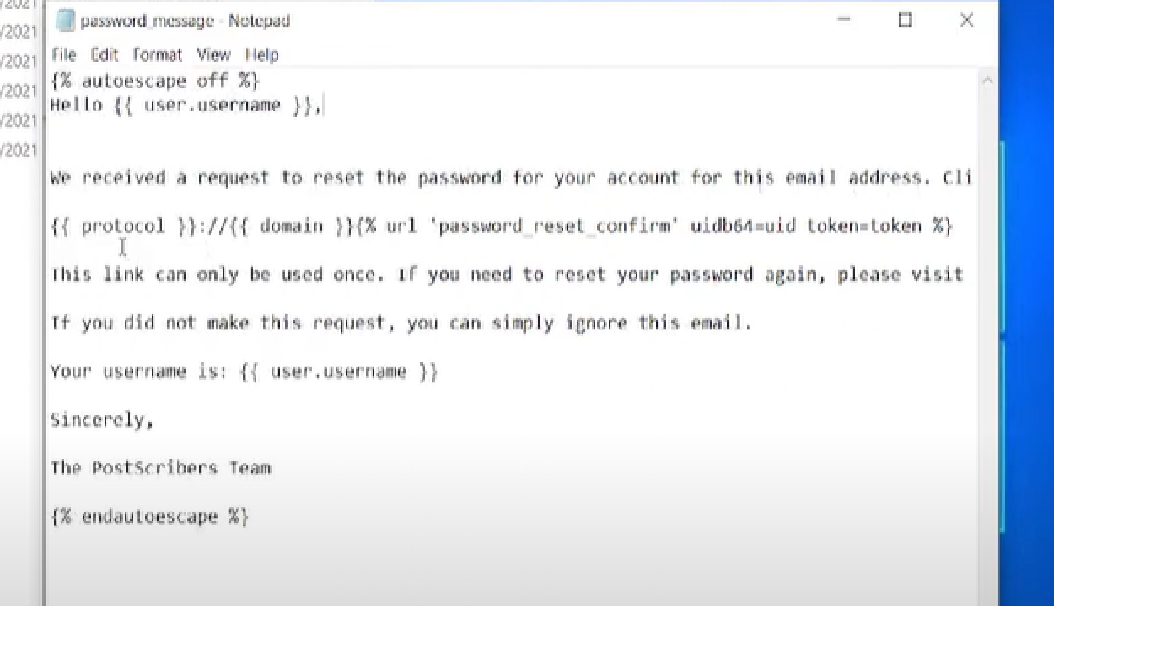 /2021
password_message - Notepad
/2021
File Edit Format View Help
/2021
{% autoescape off %}
/2021
Hello {{ user.username }},
/2021
/2021
We received a request to reset the password for your account for this email address. Cli
{{ protocol }}://{{ domain }}{% url 'password_reset_confirm' uidb64=uid token=token %}
This link can only be used once. If you need to reset your password again, please visit
If you did not make this request, you can simply ignore this email.
Your username is: {{ user.username }}
Sincerely,
The PostScribers Team
{% endautoescape %}